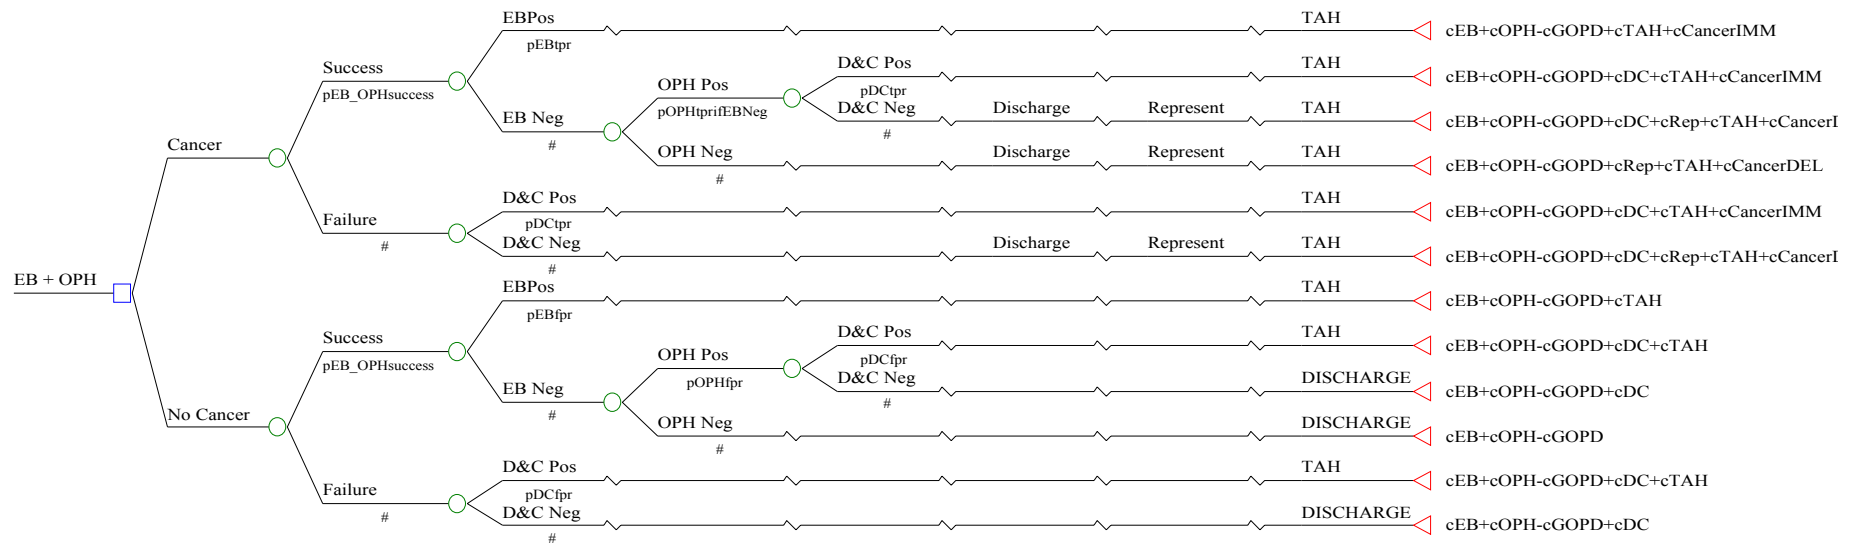 EBPos TAH cEB+cOPH-cGOPD+cTAH+cCancerIMM
pEBtpr
Success D&C Pos TAH cEB+cOPH-cGOPD+cDC+cTAH+cCancerIMM
pEB_OPHsuccess OPH Pos pDCtpr
pOPHtprifEBNeg D&C Neg Discharge Represent TAH cEB+cOPH-cGOPD+cDC+cRep+cTAH+cCancerI
EB Neg #
# OPH Neg Discharge Represent TAH cEB+cOPH-cGOPD+cRep+cTAH+cCancerDEL
Cancer #
D&C Pos TAH cEB+cOPH-cGOPD+cDC+cTAH+cCancerIMM
Failure pDCtpr
# D&C Neg Discharge Represent TAH cEB+cOPH-cGOPD+cDC+cRep+cTAH+cCancerI
#
EB + OPH
EBPos TAH cEB+cOPH-cGOPD+cTAH
pEBfpr
Success D&C Pos TAH cEB+cOPH-cGOPD+cDC+cTAH
pEB_OPHsuccess OPH Pos pDCfpr
pOPHfpr D&C Neg DISCHARGE cEB+cOPH-cGOPD+cDC
EB Neg #
# OPH Neg DISCHARGE cEB+cOPH-cGOPD
No Cancer #
D&C Pos TAH cEB+cOPH-cGOPD+cDC+cTAH
Failure pDCfpr
# D&C Neg DISCHARGE cEB+cOPH-cGOPD+cDC
#